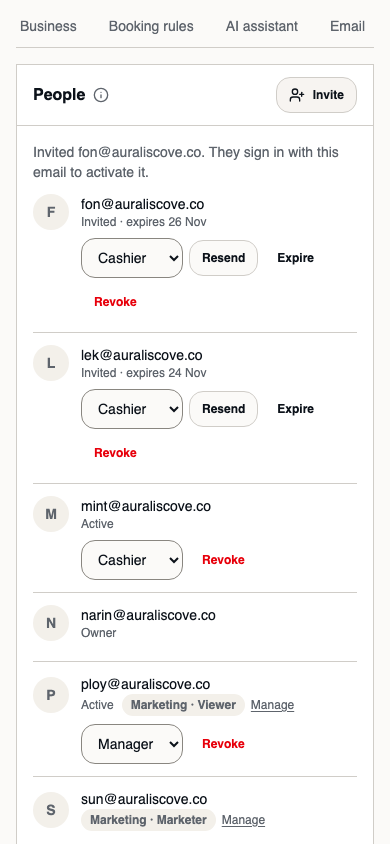 Business Booking rules AI assistant Email
People Invite
Invited fon@auraliscove.co. They sign in with this
email to activate it.
F
fon@auraliscove.co
Invited · expires 26 Nov
Cashier Resend Expire
Revoke
L
lek@auraliscove.co
Invited · expires 24 Nov
Cashier Resend Expire
Revoke
M
mint@auraliscove.co
Active
Cashier Revoke
N
narin@auraliscove.co
Owner
P
ploy@auraliscove.co
Active Marketing · Viewer Manage
Manager Revoke
S
sun@auraliscove.co
Marketing · Marketer Manage